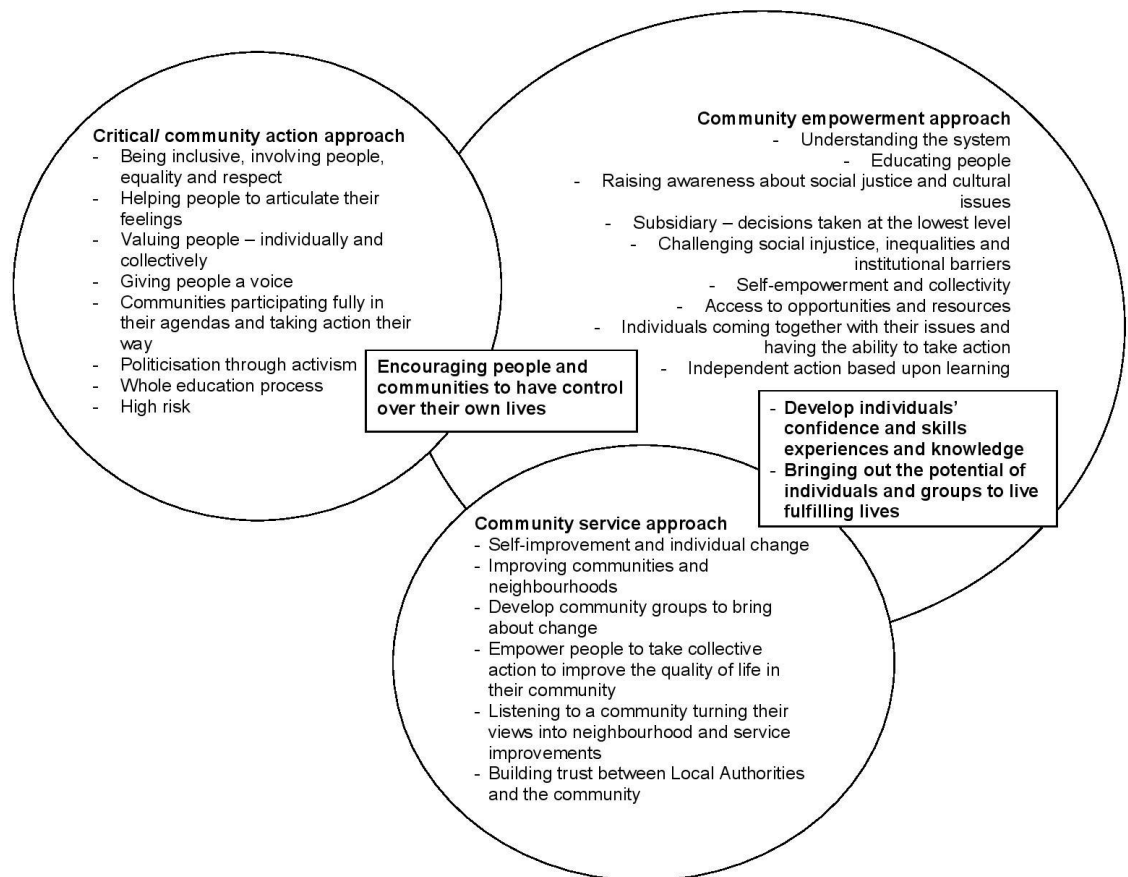 Critical/ community action approach
- Being inclusive, involving people,
equality and respect
- Helping people to articulate their
feelings
- Valuing people – individually and
collectively
- Giving people a voice
- Communities participating fully in
their agendas and taking action their
way
- Politicisation through activism
- Whole education process
- High risk
Community empowerment approach
- Understanding the system
- Educating people
- Raising awareness about social justice and cultural
issues
- Subsidiary – decisions taken at the lowest level
- Challenging social injustice, inequalities and
institutional barriers
- Self-empowerment and collectivity
- Access to opportunities and resources
- Individuals coming together with their issues and
having the ability to take action
- Independent action based upon learning
Encouraging people and
communities to have control
over their own lives
- Develop individuals’
confidence and skills
experiences and knowledge
- Bringing out the potential of
individuals and groups to live
fulfilling lives
Community service approach
- Self-improvement and individual change
- Improving communities and
neighbourhoods
- Develop community groups to bring
about change
- Empower people to take collective
action to improve the quality of life in
their community
- Listening to a community turning their
views into neighbourhood and service
improvements
- Building trust between Local Authorities
and the community